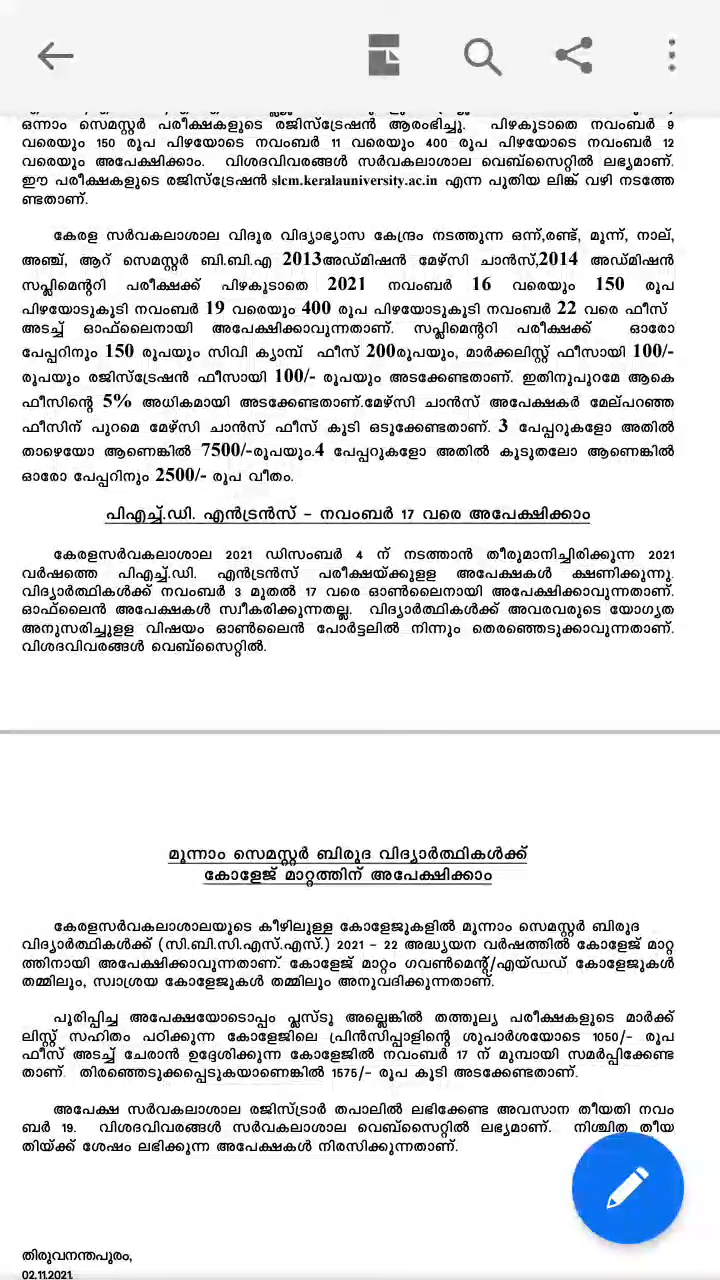 ഒന്നാം സെമസ്റ്റർ പരീക്ഷകളുടെ രജിസ്ട്രേഷൻ ആരംഭിച്ചു. പിഴകൂടാതെ നവംബർ 9
വരെയും 150 രൂപ പിഴയോടെ നവംബർ 11 വരെയും 400 രൂപ പിഴയോടെ നവംബർ 12
വരെയും അപേക്ഷിക്കാം. വിശദവിവരങ്ങൾ സർവകലാശാല വെബ്സൈറ്റിൽ ലഭ്യമാണ്.
ഈ പരീക്ഷകളുടെ രജിസ്ട്രേഷൻ slcm.keralauniversity.ac.in എന്ന പുതിയ ലിങ്ക് വഴി നടത്തേ
ണ്ടതാണ്.
കേരള സർവകലാശാല വിദൂര വിദ്യാഭ്യാസ കേന്ദ്രം നടത്തുന്ന ഒന്ന്,രണ്ട്, മൂന്ന്, നാല്,
അഞ്ച്, ആറ് സെമസ്റ്റർ ബി.ബി.എ 2013അഡ്മിഷൻ മേഴ്സി ചാൻസ്,2014 അഡ്മിഷൻ
സപ്ലിമെന്ററി പരീക്ഷക്ക് പിഴകൂടാതെ 2021 നവംബർ 16 വരെയും 150 രൂപ
പിഴയോടുകൂടി നവംബർ 19 വരെയും 400 രൂപ പിഴയോടുകൂടി നവംബർ 22 വരെ ഫീസ്
അടച്ച് ഓഫ്‌ലൈനായി അപേക്ഷിക്കാവുന്നതാണ്. സപ്ലിമെന്ററി പരീക്ഷക്ക് ഓരോ
പേപ്പറിനും 150 രൂപയും സിവി ക്യാമ്പ് ഫീസ് 200രൂപയും, മാർക്ക്‌ലിസ്റ്റ് ഫീസായി 100/-
രൂപയും രജിസ്ട്രേഷൻ ഫീസായി 100/- രൂപയും അടക്കേണ്ടതാണ്. ഇതിനുപുറമേ ആകെ
ഫീസിന്റെ 5% അധികമായി അടക്കേണ്ടതാണ്.മേഴ്സി ചാൻസ് അപേക്ഷകർ മേല്പറഞ്ഞ
ഫീസിന് പുറമെ മേഴ്സി ചാൻസ് ഫീസ് കൂടി ഒടുക്കേണ്ടതാണ്. 3 പേപ്പറുകളോ അതിൽ
താഴെയോ ആണെങ്കിൽ 7500/-രൂപയും.4 പേപ്പറുകളോ അതിൽ കൂടുതലോ ആണെങ്കിൽ
ഓരോ പേപ്പറിനും 2500/- രൂപ വീതം.
പിഎച്ച്.ഡി. എൻട്രൻസ് – നവംബർ 17 വരെ അപേക്ഷിക്കാം
കേരളസർവകലാശാല 2021 ഡിസംബർ 4 ന് നടത്താൻ തീരുമാനിച്ചിരിക്കുന്ന 2021
വർഷത്തെ പിഎച്ച്.ഡി. എൻട്രൻസ് പരീക്ഷയ്ക്കുളള അപേക്ഷകൾ ക്ഷണിക്കുന്നു.
വിദ്യാർത്ഥികൾക്ക് നവംബർ 3 മുതൽ 17 വരെ ഓൺലൈനായി അപേക്ഷിക്കാവുന്നതാണ്.
ഓഫ്‌ലൈൻ അപേക്ഷകൾ സ്വീകരിക്കുന്നതല്ല. വിദ്യാർത്ഥികൾക്ക് അവരവരുടെ യോഗ്യത
അനുസരിച്ചുളള വിഷയം ഓൺലൈൻ പോർട്ടലിൽ നിന്നും തെരഞ്ഞെടുക്കാവുന്നതാണ്.
വിശദവിവരങ്ങൾ വെബ്സൈറ്റിൽ.
മൂന്നാം സെമസ്റ്റർ ബിരുദ വിദ്യാർത്ഥികൾക്ക്
കോളേജ് മാറ്റത്തിന് അപേക്ഷിക്കാം
കേരളസർവകലാശാലയുടെ കീഴിലുള്ള കോളേജുകളിൽ മൂന്നാം സെമസ്റ്റർ ബിരുദ
വിദ്യാർത്ഥികൾക്ക് (സി.ബി.സി.എസ്.എസ്.) 2021 – 22 അദ്ധ്യയന വർഷത്തിൽ കോളേജ് മാറ്റ
ത്തിനായി അപേക്ഷിക്കാവുന്നതാണ്. കോളേജ് മാറ്റം ഗവൺമെന്റ്/എയ്ഡഡ് കോളേജുകൾ
തമ്മിലും, സ്വാശ്രയ കോളേജുകൾ തമ്മിലും അനുവദിക്കുന്നതാണ്.
പൂരിപ്പിച്ച അപേക്ഷയോടൊപ്പം പ്ലസ്ടു അല്ലെങ്കിൽ തത്തുല്യ പരീക്ഷകളുടെ മാർക്ക്
ലിസ്റ്റ് സഹിതം പഠിക്കുന്ന കോളേജിലെ പ്രിൻസിപ്പാളിന്റെ ശുപാർശയോടെ 1050/- രൂപ
ഫീസ് അടച്ച് ചേരാൻ ഉദ്ദേശിക്കുന്ന കോളേജിൽ നവംബർ 17 ന് മുമ്പായി സമർപ്പിക്കേണ്ട
താണ്. തിരഞ്ഞെടുക്കപ്പെടുകയാണെങ്കിൽ 1575/- രൂപ കൂടി അടക്കേണ്ടതാണ്.
അപേക്ഷ സർവകലാശാല രജിസ്ട്രാർ തപാലിൽ ലഭിക്കേണ്ട അവസാന തീയതി നവം
ബർ 19. വിശദവിവരങ്ങൾ സർവകലാശാല വെബ്സൈറ്റിൽ ലഭ്യമാണ്. നിശ്ചിത തീയ
തിയ്ക്ക് ശേഷം ലഭിക്കുന്ന അപേക്ഷകൾ നിരസിക്കുന്നതാണ്.
തിരുവനന്തപുരം,
02.11.2021.